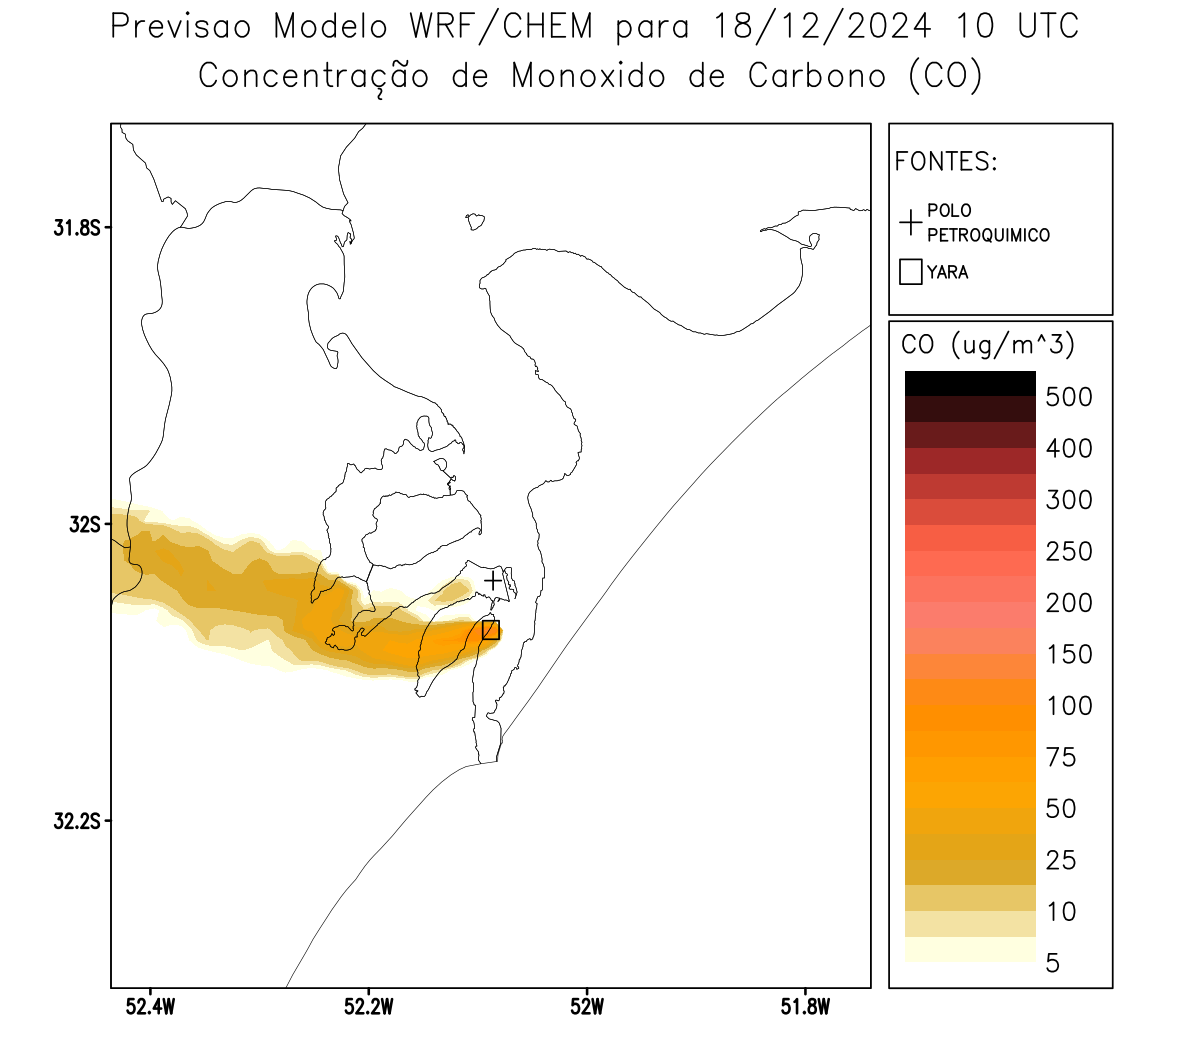 Previsao Modelo WRF/CHEM para 18/12/2024 10 UTC
Concentração de Monoxido de Carbono (CO)
FONTES:
POLO
PETROQUIMICO
YARA
CO (ug/m^3)
500
400
300
250
200
150
100
75
50
25
10
5
31.8S
32S
32.2S
52.4W
52.2W
52W
51.8W